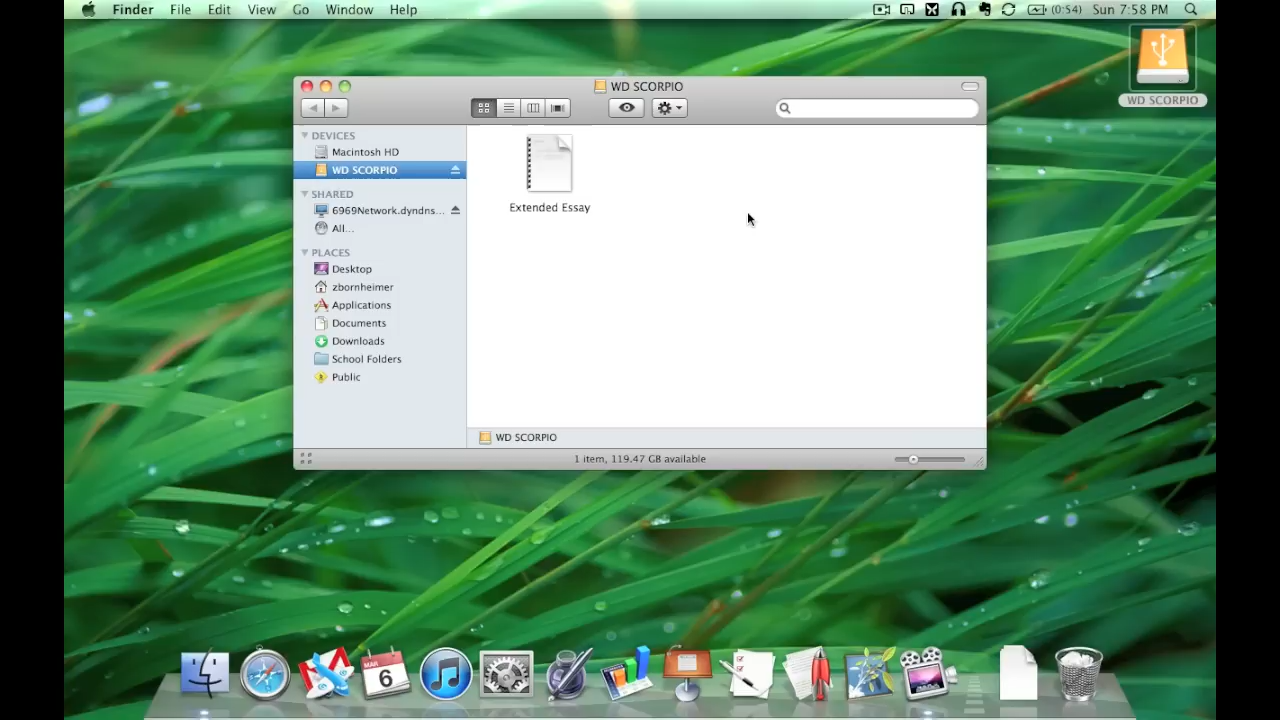 Finder File Edit View Go Window Help (0:54) Sun 7:58 PM
WD SCORPIO
WD SCORPIO
DEVICES
Macintosh HD
WD SCORPIO
SHARED
6969Network.dyndns...
All...
PLACES
Desktop
zbornheimer
Applications
Documents
Downloads
School Folders
Public
Extended Essay
WD SCORPIO
1 item, 119.47 GB available
MAR
6